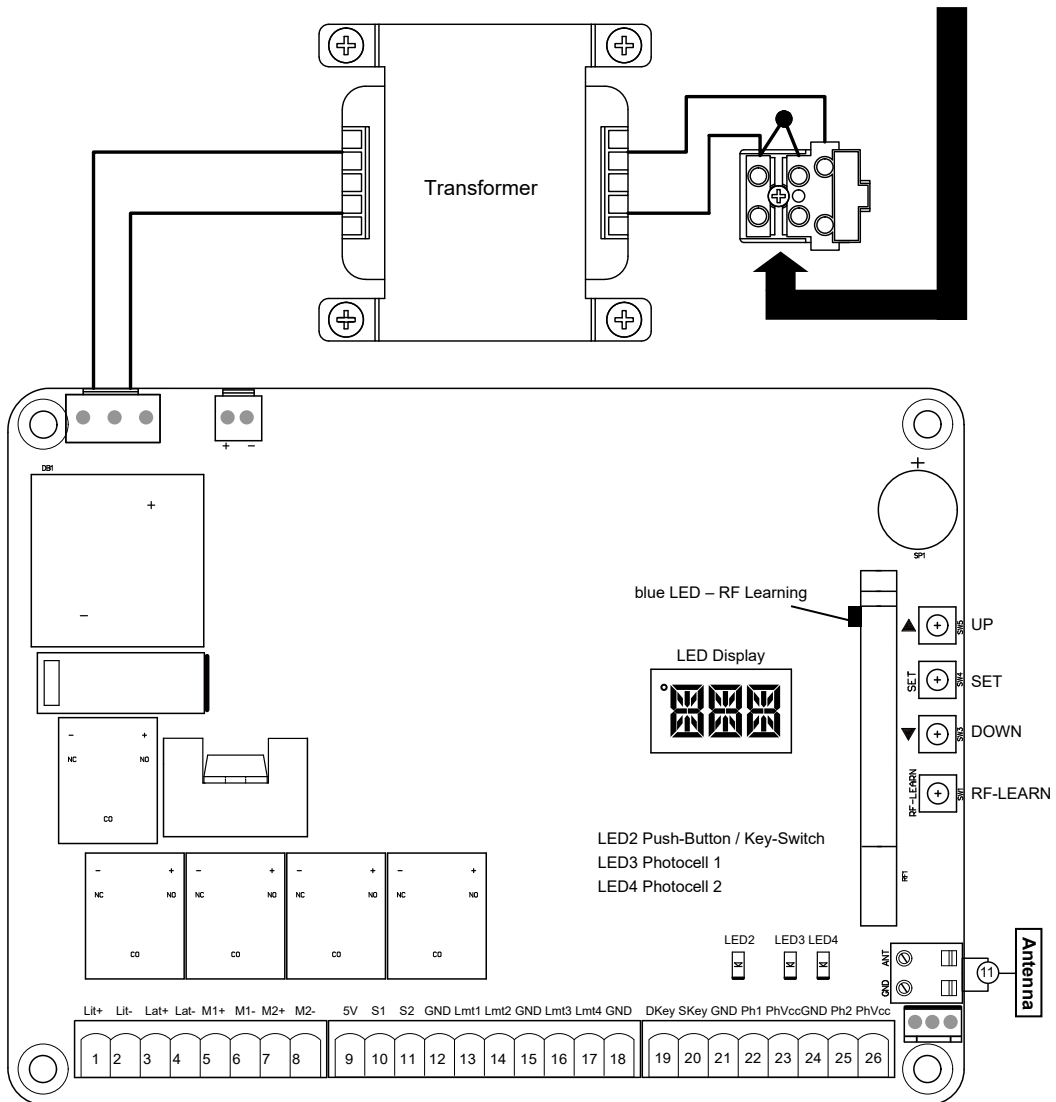 Transformer
+ -
DB1
+
-
+
SP1
blue LED – RF Learning
LED Display
▲ SW5 UP
SET SW4 SET
▼ SW3 DOWN
RF-LEARN SW1 RF-LEARN
- +
NC NO
CO
LED2 Push-Button / Key-Switch
LED3 Photocell 1
LED4 Photocell 2
RF1
- +
NC NO
CO
- +
NC NO
CO
- +
NC NO
CO
- +
NC NO
CO
LED2 LED3 LED4
ANT
GND
11
Antenna
Lit+ Lit- Lat+ Lat- M1+ M1- M2+ M2- 5V S1 S2 GND Lmt1 Lmt2 GND Lmt3 Lmt4 GND DKey SKey GND Ph1 PhVcc GND Ph2 PhVcc
1 2 3 4 5 6 7 8 9 10 11 12 13 14 15 16 17 18 19 20 21 22 23 24 25 26